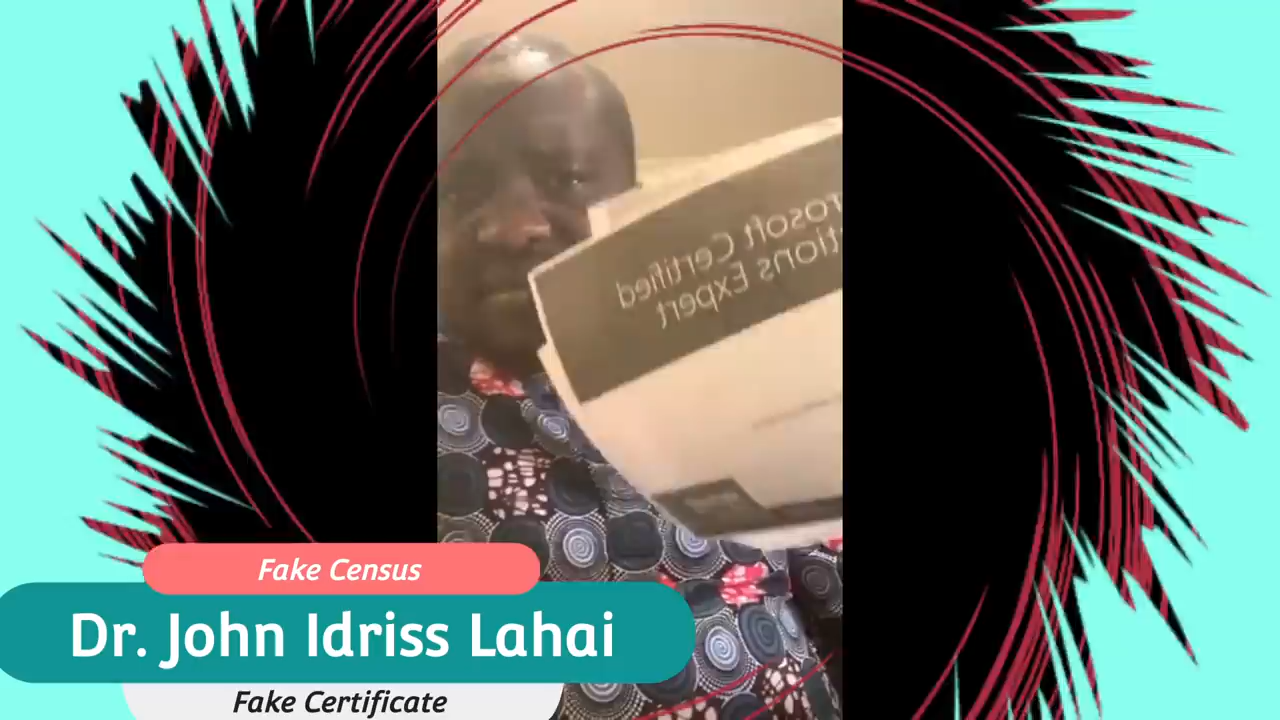 rosoft Certified
tions Expert
Fake Census
Dr. John Idriss Lahai
Fake Certificate